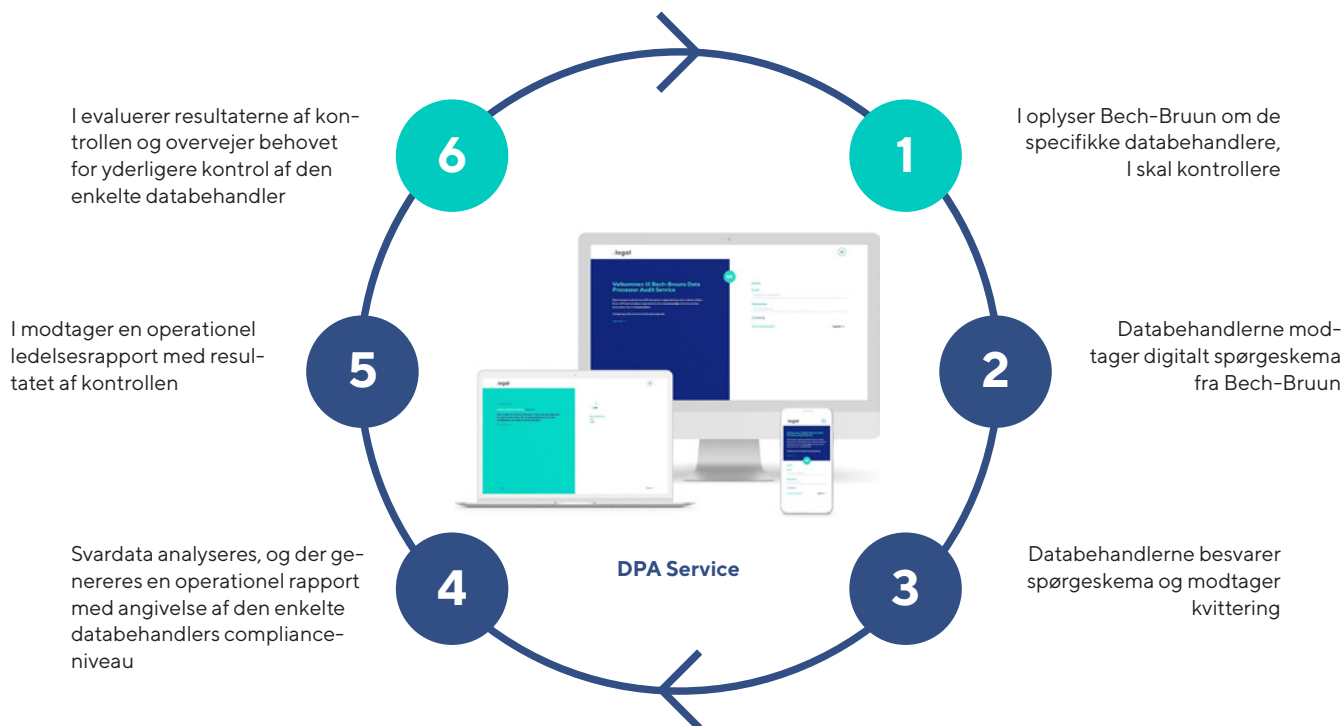 1
I oplyser Bech-Bruun om de
specifikke databehandlere,
I skal kontrollere
2
Databehandlerne mod-
tager digitalt spørgeskema
fra Bech-Bruun
3
Databehandlerne besvarer
spørgeskema og modtager
kvittering
4
Svardata analyseres, og der ge-
nereres en operationel rapport
med angivelse af den enkelte
databehandlers compliance-
niveau
5
I modtager en operationel
ledelsesrapport med resul-
tatet af kontrollen
6
I evaluerer resultaterne af kon-
trollen og overvejer behovet
for yderligere kontrol af den
enkelte databehandler
.legal
Velkommen til Bech-Bruuns Data
Processor Audit Service
.legal
.legal
DPA Service